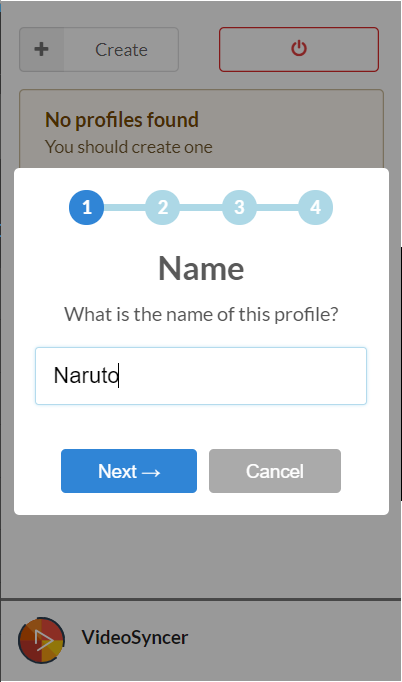 Create
No profiles found
You should create one
1 2 3 4
Name
What is the name of this profile?
Naruto
Next →
Cancel
VideoSyncer